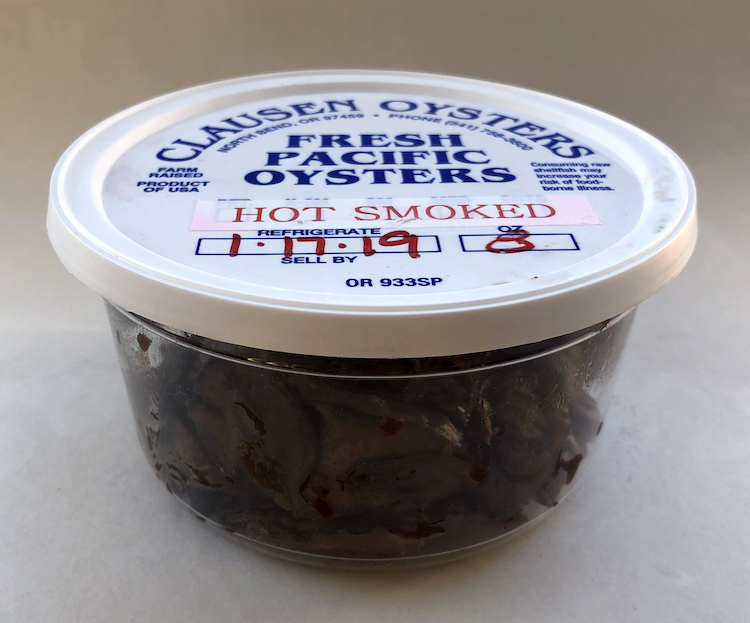 CLAUSEN OYSTERS
NORTH BEND, OR 97459 • PHONE (541) 756-3600
FRESH
PACIFIC
OYSTERS
FARM
RAISED
PRODUCT
OF USA
Consuming raw
shellfish may
increase your
risk of food-
borne illness.
HOT SMOKED
REFRIGERATE
OZ
1·17·19
8
SELL BY
OR 933SP